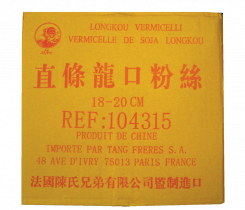 LONGKOU VERMICELLI
VERMICELLE DE SOJA LONGKOU
直條龍口粉絲
18-20 CM
REF:104315
PRODUIT DE CHINE
IMPORTE PAR TANG FRERES S.A.
48 AVE D'IVRY 75013 PARIS FRANCE
法國陳氏兄弟有限公司監制進口